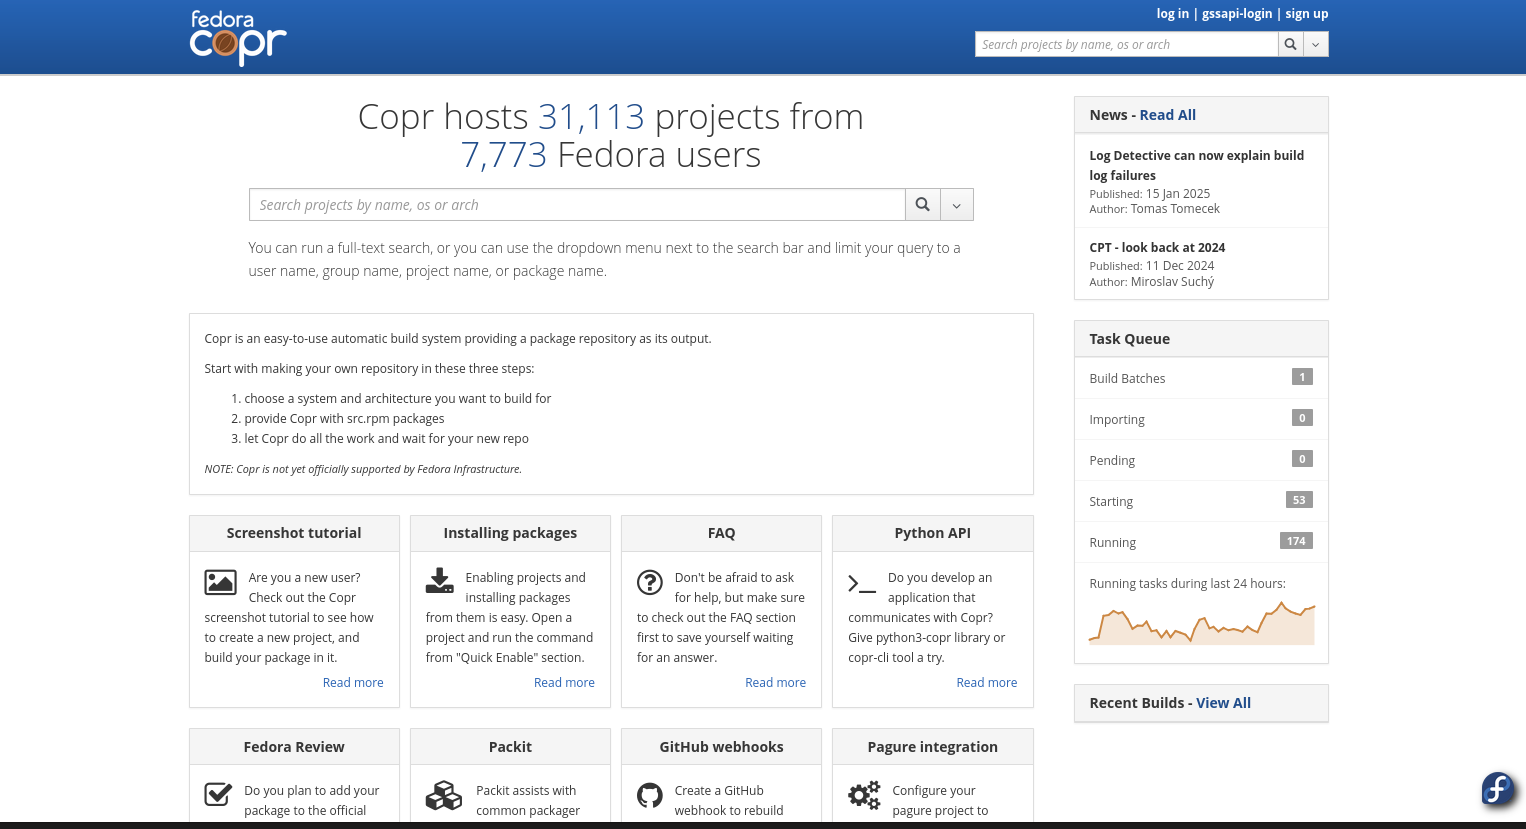 fedora
copr
log in | gssapi-login | sign up
Search projects by name, os or arch
Copr hosts 31,113 projects from
7,773 Fedora users
Search projects by name, os or arch
You can run a full-text search, or you can use the dropdown menu next to the search bar and limit your query to a
user name, group name, project name, or package name.
Copr is an easy-to-use automatic build system providing a package repository as its output.
Start with making your own repository in these three steps:
1. choose a system and architecture you want to build for
2. provide Copr with src.rpm packages
3. let Copr do all the work and wait for your new repo
NOTE: Copr is not yet officially supported by Fedora Infrastructure.
Screenshot tutorial
Are you a new user?
Check out the Copr
screenshot tutorial to see how
to create a new project, and
build your package in it.
Read more
Installing packages
Enabling projects and
installing packages
from them is easy. Open a
project and run the command
from "Quick Enable" section.
Read more
FAQ
Don't be afraid to ask
for help, but make sure
to check out the FAQ section
first to save yourself waiting
for an answer.
Read more
Python API
Do you develop an
application that
communicates with Copr?
Give python3-copr library or
copr-cli tool a try.
Read more
Fedora Review
Do you plan to add your
package to the official
Packit
Packit assists with
common packager
GitHub webhooks
Create a GitHub
webhook to rebuild
Pagure integration
Configure your
pagure project to
News - Read All
Log Detective can now explain build
log failures
Published: 15 Jan 2025
Author: Tomas Tomecek
CPT - look back at 2024
Published: 11 Dec 2024
Author: Miroslav Suchý
Task Queue
Build Batches 1
Importing 0
Pending 0
Starting 53
Running 174
Running tasks during last 24 hours:
Recent Builds - View All